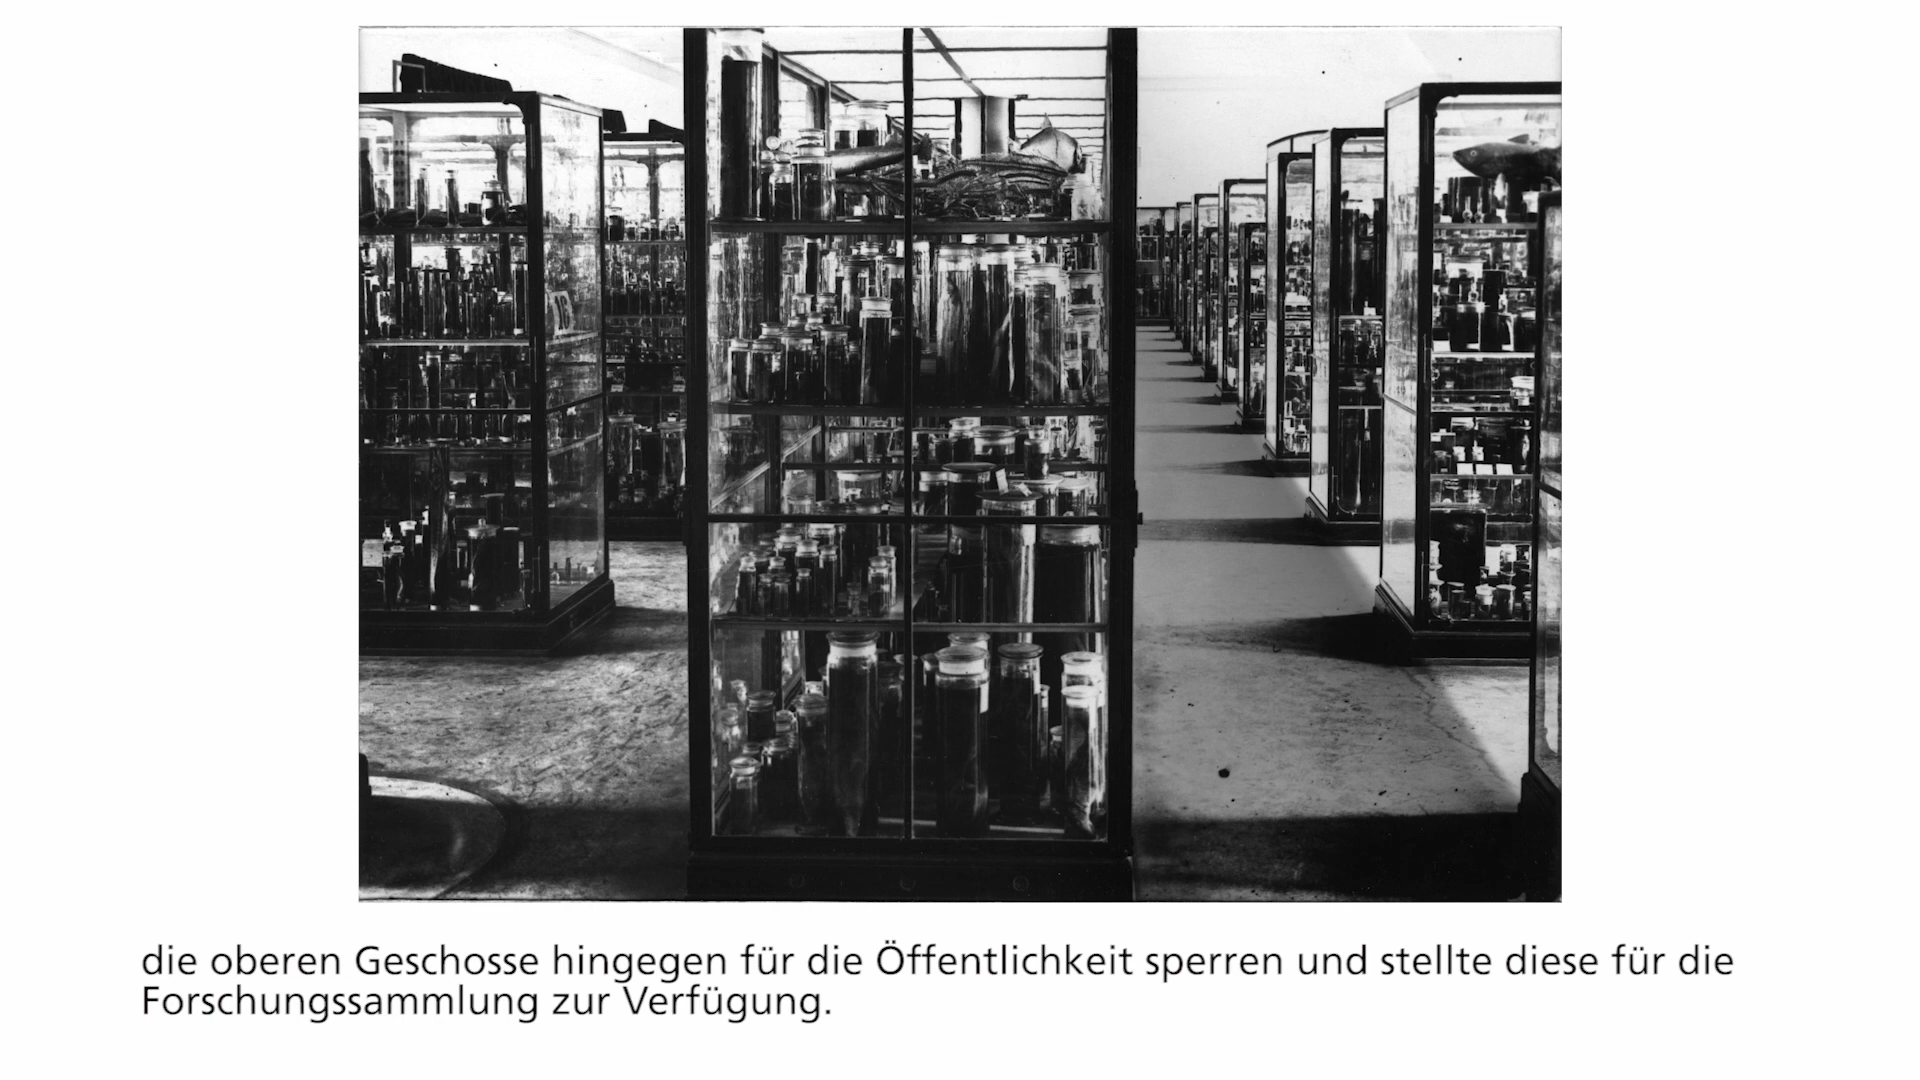 die oberen Geschosse hingegen für die Öffentlichkeit sperren und stellte diese für die
Forschungssammlung zur Verfügung.